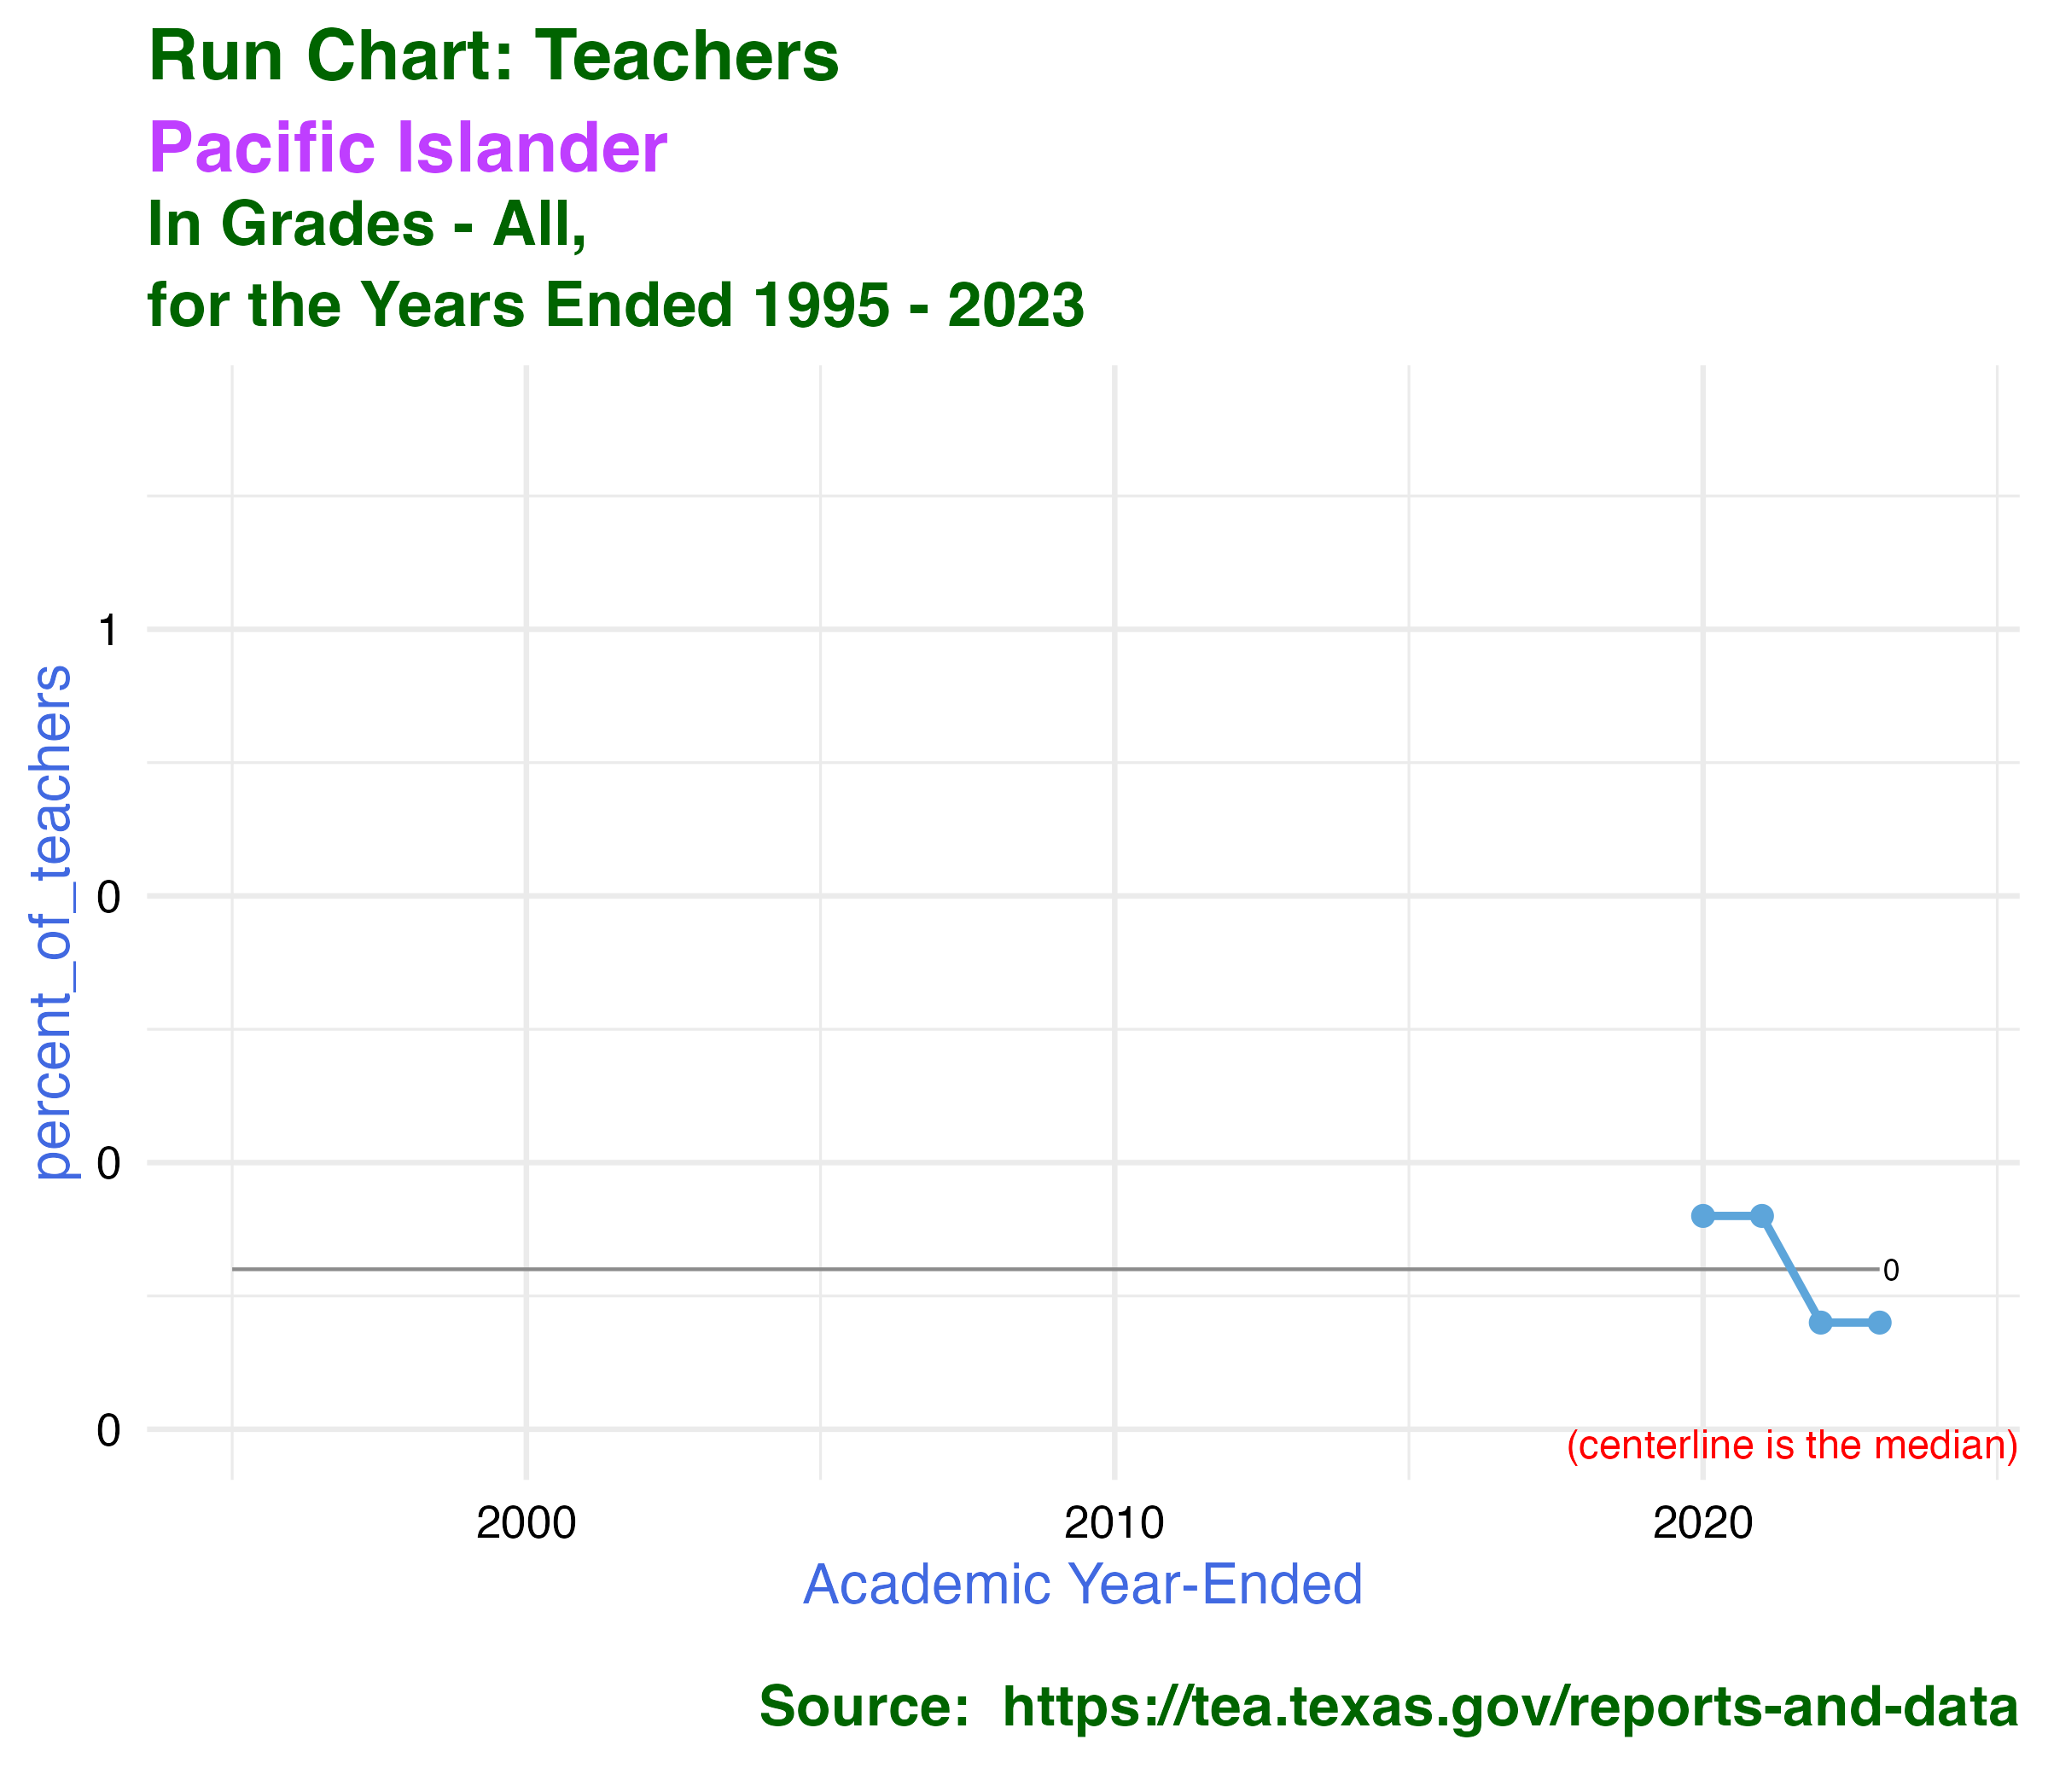 Run Chart: Teachers
Pacific Islander
In Grades - All,
for the Years Ended 1995 - 2023
percent_of_teachers
1
0
0
0
0
(centerline is the median)
2000 2010 2020
Academic Year-Ended
Source:  https://tea.texas.gov/reports-and-data